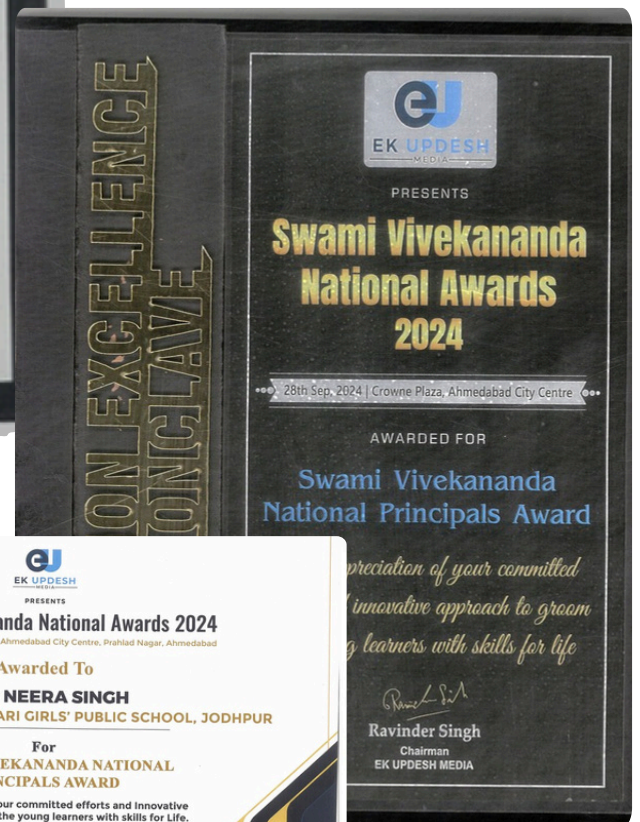 ON EXCELLENCE
ONCLAVE
eu
EK UPDESH
MEDIA
PRESENTS
Swami Vivekananda
National Awards
2024
28th Sep, 2024 | Crowne Plaza, Ahmedabad City Centre
AWARDED FOR
Swami Vivekananda
National Principals Award
preciation of your committed
innovative approach to groom
g learners with skills for life
Ravinder Singh
Chairman
EK UPDESH MEDIA
eu
EK UPDESH
MEDIA
PRESENTS
anda National Awards 2024
Ahmedabad City Centre, Prahlad Nagar, Ahmedabad
Awarded To
NEERA SINGH
ARI GIRLS' PUBLIC SCHOOL, JODHPUR
For
EKANANDA NATIONAL
NCIPALS AWARD
our committed efforts and Innovative
the young learners with skills for Life.